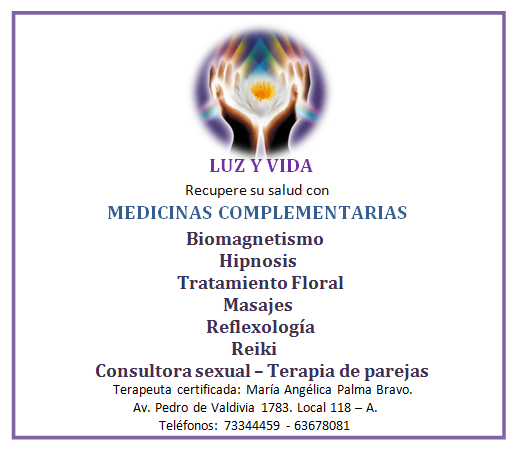 LUZ Y VIDA
Recupere su salud con
MEDICINAS COMPLEMENTARIAS
Biomagnetismo
Hipnosis
Tratamiento Floral
Masajes
Reflexología
Reiki
Consultora sexual – Terapia de parejas
Terapeuta certificada: María Angélica Palma Bravo.
Av. Pedro de Valdivia 1783. Local 118 – A.
Teléfonos: 73344459 - 63678081